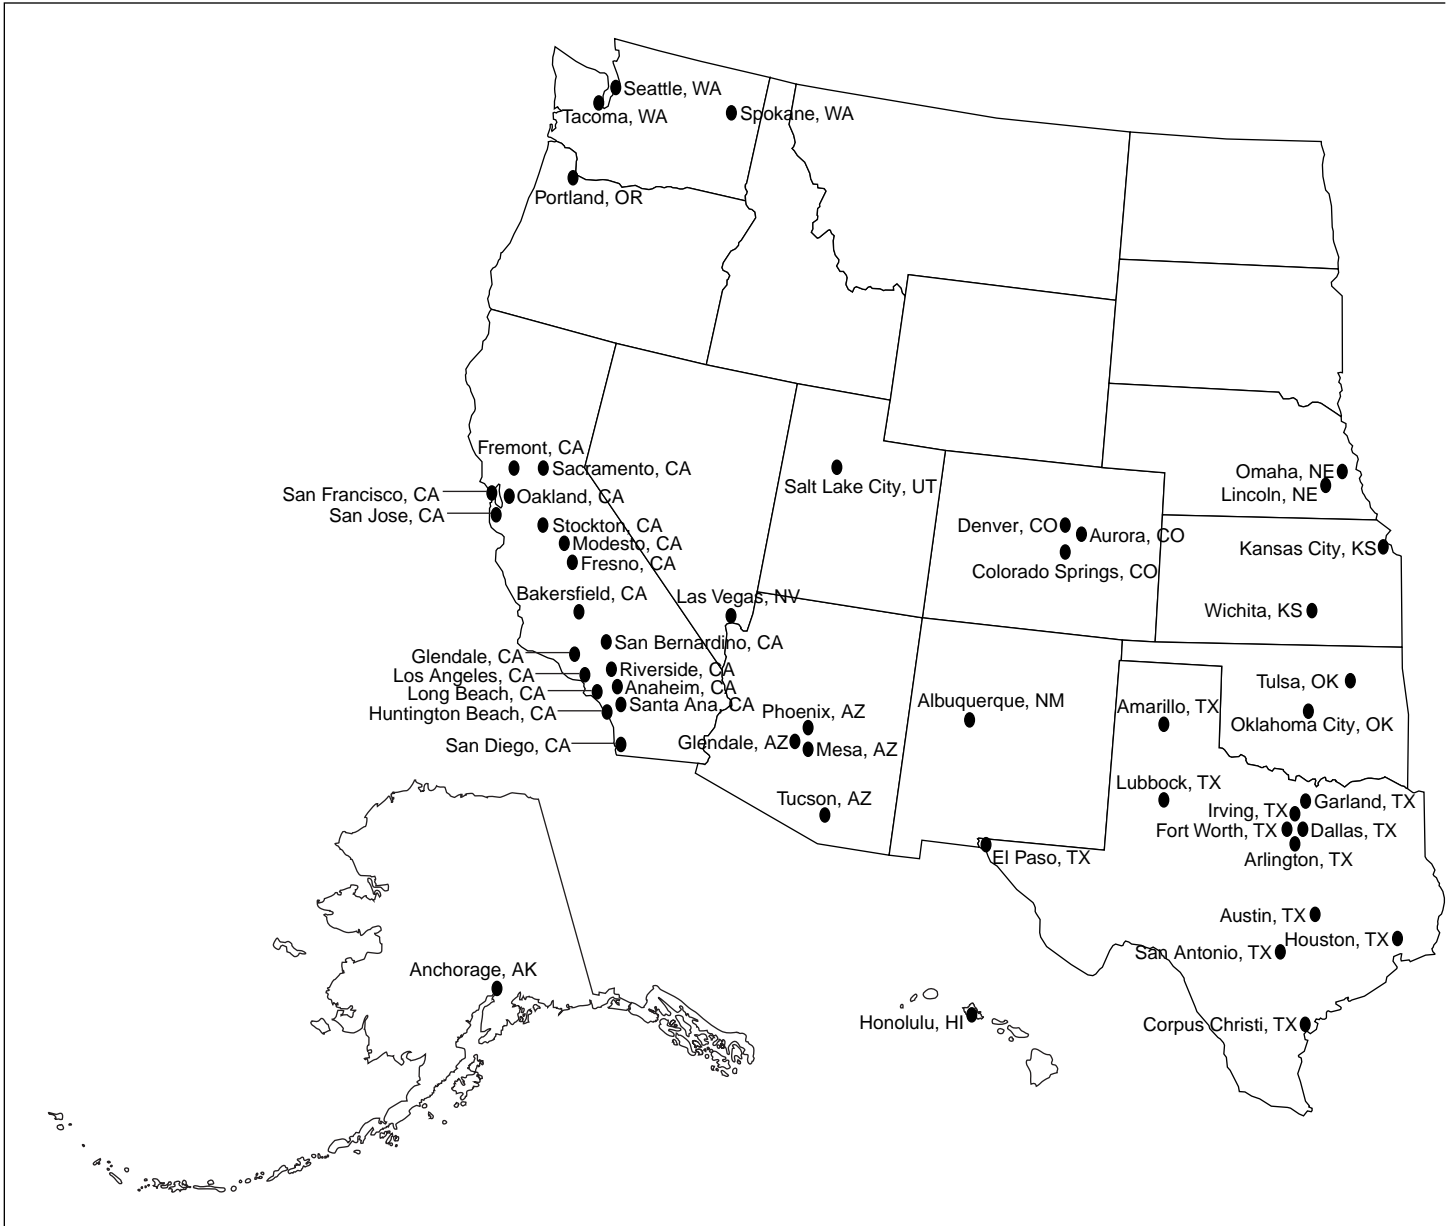 Seattle, WA
Tacoma, WA
Spokane, WA
Portland, OR
Fremont, CA
Sacramento, CA
San Francisco, CA
Oakland, CA
San Jose, CA
Stockton, CA
Modesto, CA
Fresno, CA
Bakersfield, CA
Las Vegas, NV
San Bernardino, CA
Glendale, CA
Riverside, CA
Los Angeles, CA
Anaheim, CA
Long Beach, CA
Santa Ana, CA
Huntington Beach, CA
San Diego, CA
Salt Lake City, UT
Denver, CO
Aurora, CO
Colorado Springs, CO
Omaha, NE
Lincoln, NE
Kansas City, KS
Wichita, KS
Tulsa, OK
Oklahoma City, OK
Albuquerque, NM
Phoenix, AZ
Glendale, AZ
Mesa, AZ
Tucson, AZ
Amarillo, TX
Lubbock, TX
Garland, TX
Irving, TX
Fort Worth, TX
Dallas, TX
Arlington, TX
El Paso, TX
Austin, TX
Houston, TX
San Antonio, TX
Corpus Christi, TX
Anchorage, AK
Honolulu, HI